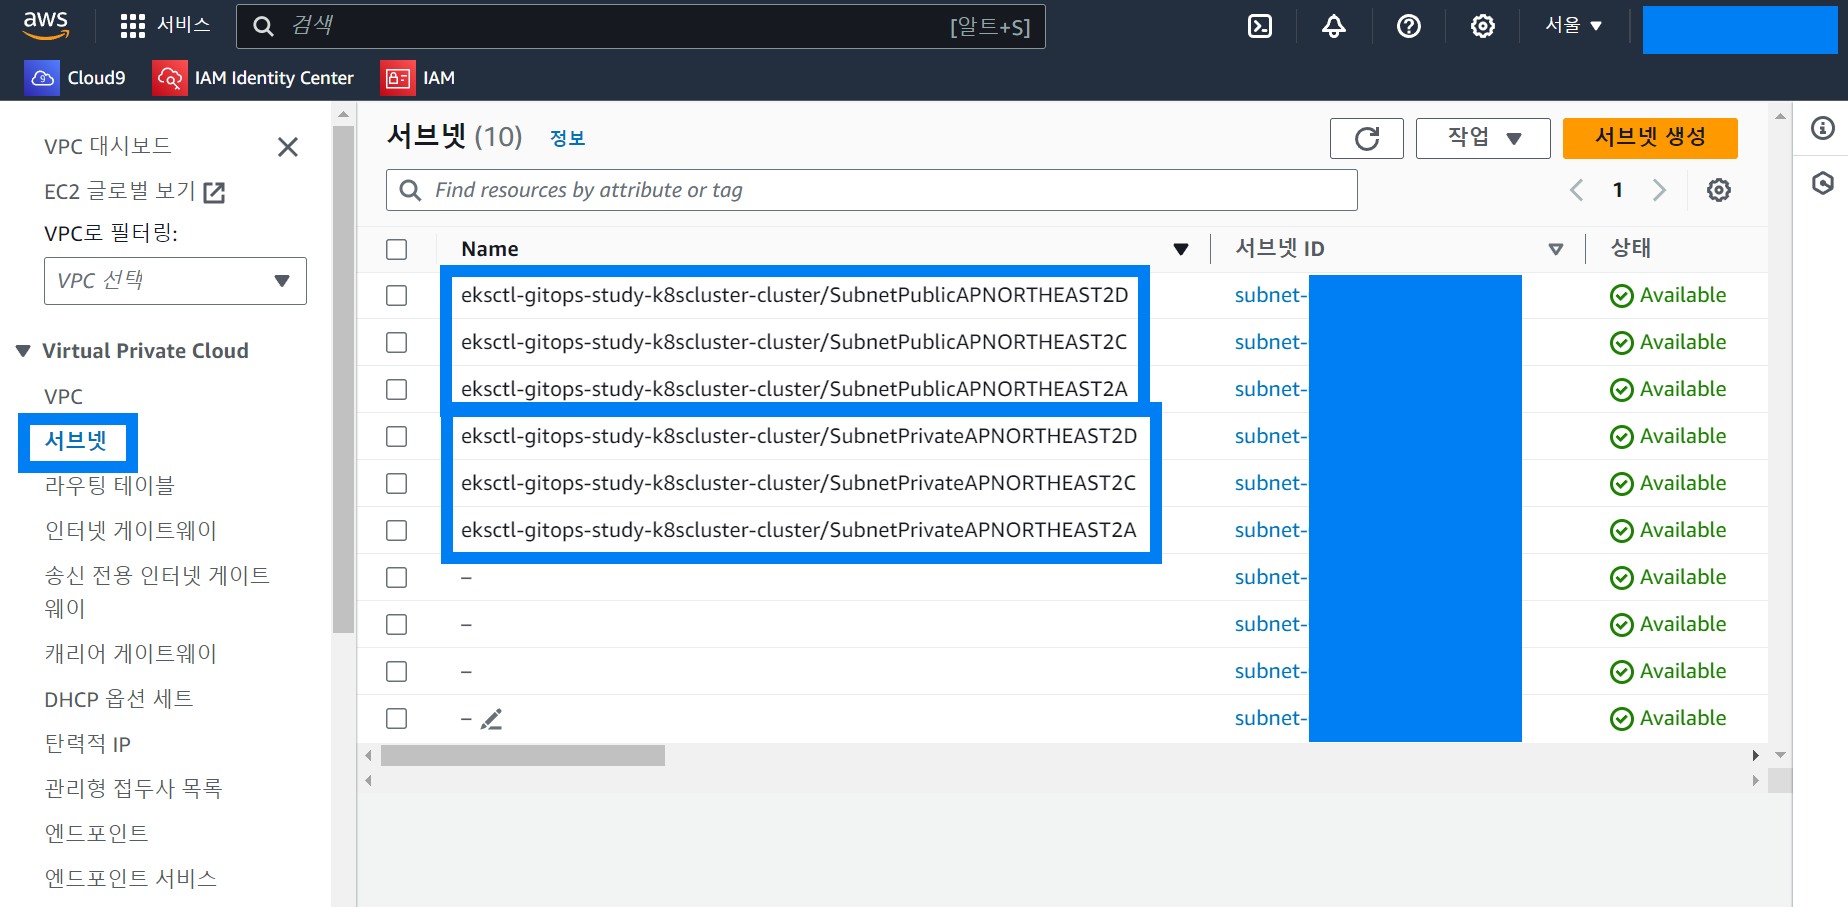 aws
서비스
검색
[알트+S]
서울
Cloud9
IAM Identity Center
IAM
VPC 대시보드
EC2 글로벌 보기
VPC로 필터링:
VPC 선택
Virtual Private Cloud
VPC
서브넷
라우팅 테이블
인터넷 게이트웨이
송신 전용 인터넷 게이트
웨이
캐리어 게이트웨이
DHCP 옵션 세트
탄력적 IP
관리형 접두사 목록
엔드포인트
엔드포인트 서비스
서브넷 (10) 정보
작업
서브넷 생성
Find resources by attribute or tag
1
Name 서브넷 ID 상태
eksctl-gitops-study-k8scluster-cluster/SubnetPublicAPNORTHEAST2D subnet- Available
eksctl-gitops-study-k8scluster-cluster/SubnetPublicAPNORTHEAST2C subnet- Available
eksctl-gitops-study-k8scluster-cluster/SubnetPublicAPNORTHEAST2A subnet- Available
eksctl-gitops-study-k8scluster-cluster/SubnetPrivateAPNORTHEAST2D subnet- Available
eksctl-gitops-study-k8scluster-cluster/SubnetPrivateAPNORTHEAST2C subnet- Available
eksctl-gitops-study-k8scluster-cluster/SubnetPrivateAPNORTHEAST2A subnet- Available
– subnet- Available
– subnet- Available
– subnet- Available
– subnet- Available